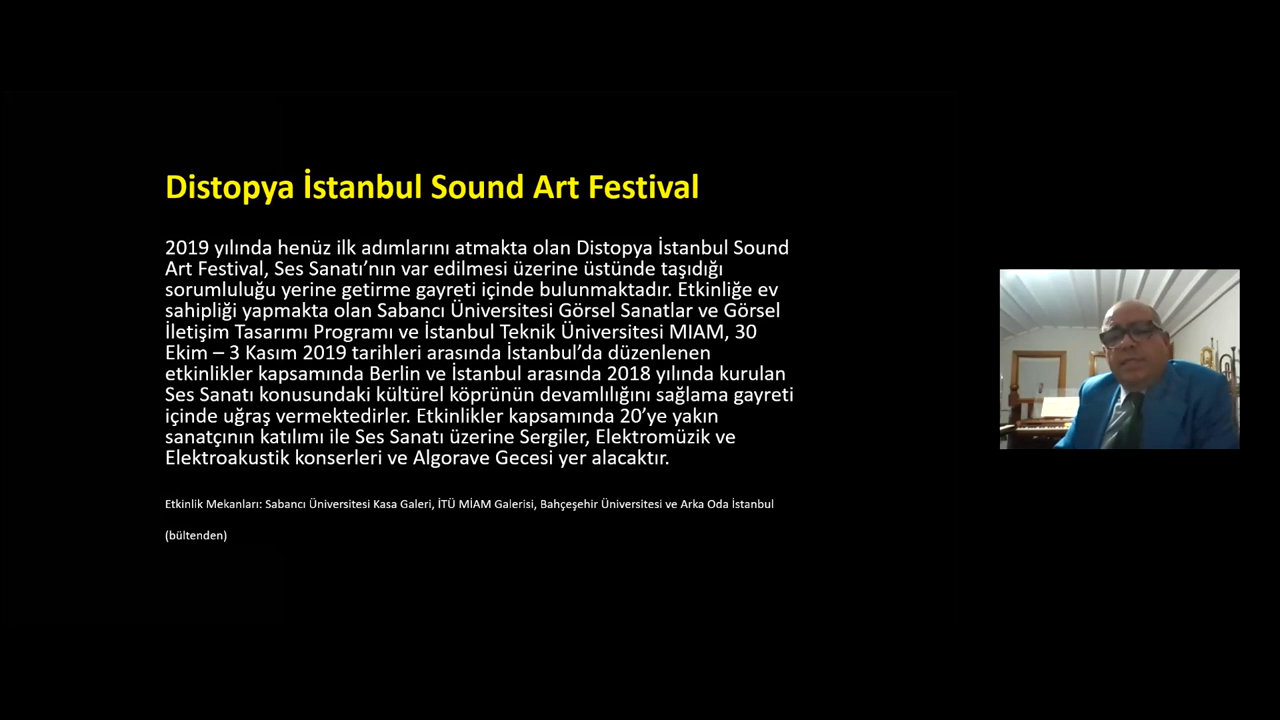 Distopya İstanbul Sound Art Festival
2019 yılında henüz ilk adımlarını atmakta olan Distopya İstanbul Sound
Art Festival, Ses Sanatı’nın var edilmesi üzerine üstünde taşıdığı
sorumluluğu yerine getirme gayreti içinde bulunmaktadır. Etkinliğe ev
sahipliği yapmakta olan Sabancı Üniversitesi Görsel Sanatlar ve Görsel
İletişim Tasarımı Programı ve İstanbul Teknik Üniversitesi MIAM, 30
Ekim – 3 Kasım 2019 tarihleri arasında İstanbul’da düzenlenen
etkinlikler kapsamında Berlin ve İstanbul arasında 2018 yılında kurulan
Ses Sanatı konusundaki kültürel köprünün devamlılığını sağlama gayreti
içinde uğraş vermektedirler. Etkinlikler kapsamında 20’ye yakın
sanatçının katılımı ile Ses Sanatı üzerine Sergiler, Elektromüzik ve
Elektroakustik konserleri ve Algorave Gecesi yer alacaktır.
Etkinlik Mekanları: Sabancı Üniversitesi Kasa Galeri, İTÜ MİAM Galerisi, Bahçeşehir Üniversitesi ve Arka Oda İstanbul
(bültenden)